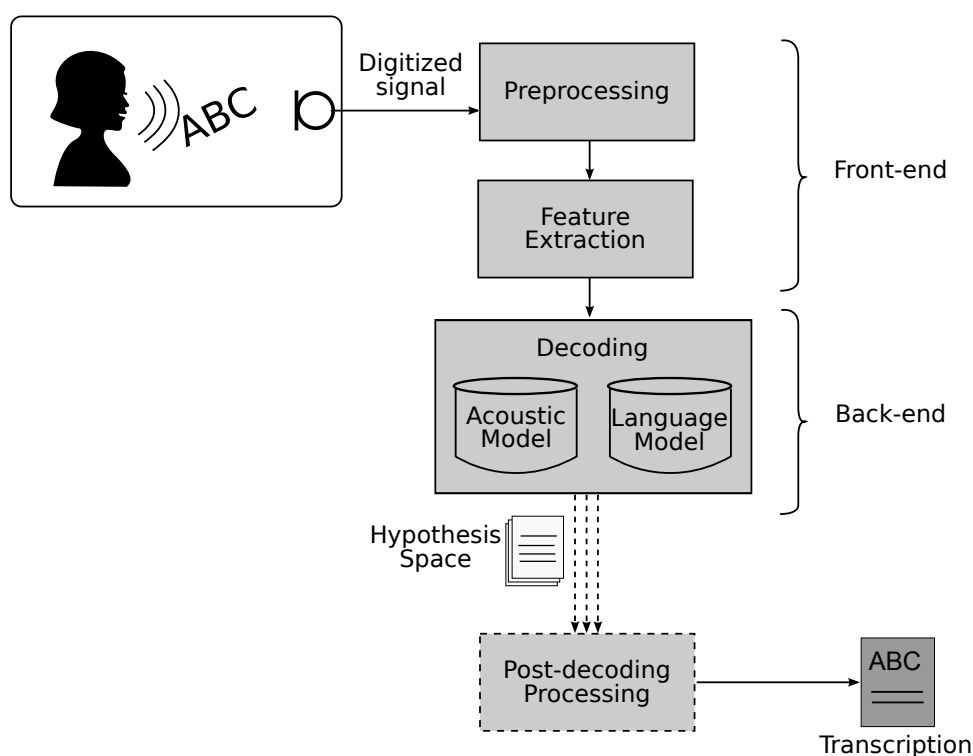 ABC
Digitized
signal
Preprocessing
Feature
Extraction
Front-end
Decoding
Acoustic
Model
Language
Model
Back-end
Hypothesis
Space
Post-decoding
Processing
ABC
Transcription